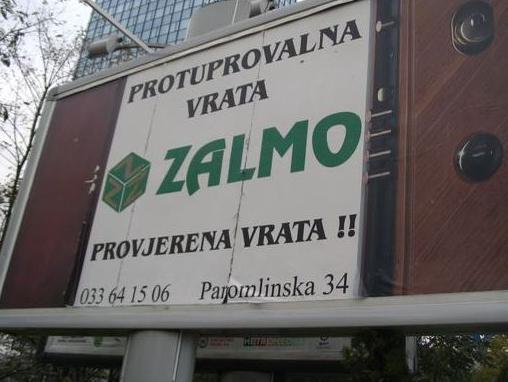 PROTUPROVALNA
VRATA
ZALMO
PROVJERENA VRATA !!
033 64 15 06 Paromlinska 34